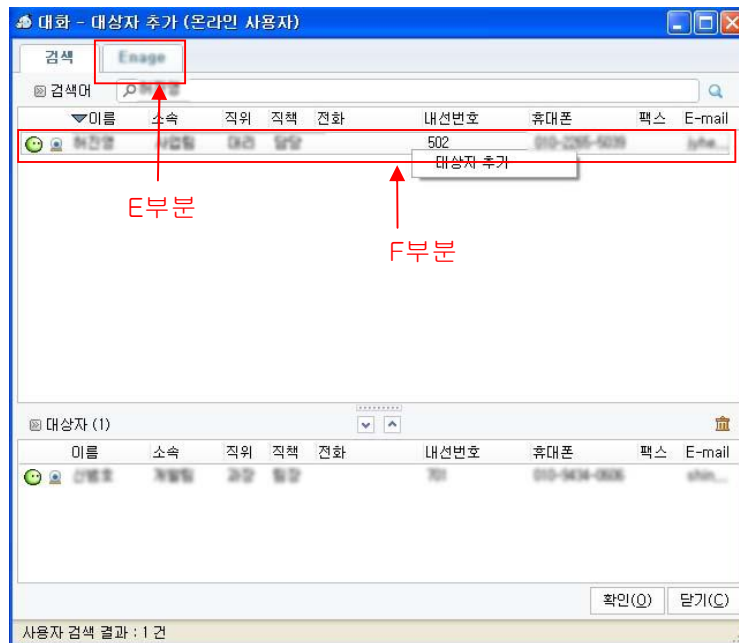 대화 - 대상자 추가 (온라인 사용자)
검색 Enage
검색어
이름 소속 직위 직책 전화 내선번호 휴대폰 팩스 E-mail
502
대상자 추가
E부분
F부분
대상자 (1)
이름 소속 직위 직책 전화 내선번호 휴대폰 팩스 E-mail
701
확인(O) 닫기(C)
사용자 검색 결과 : 1 건